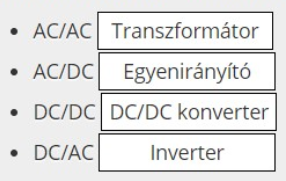 • AC/AC Transzformátor
• AC/DC Egyenirányító
• DC/DC DC/DC konverter
• DC/AC Inverter